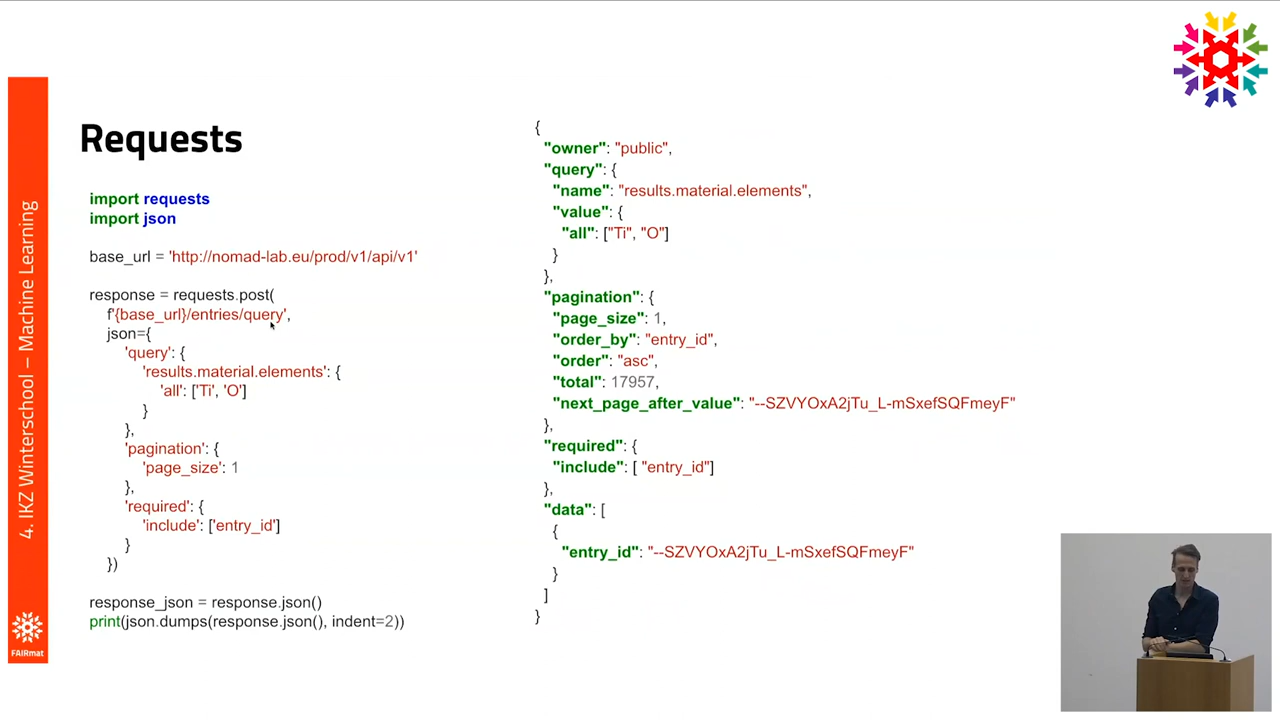 Requests
import requests
import json
base_url = 'http://nomad-lab.eu/prod/v1/api/v1'
response = requests.post(
f'{base_url}/entries/query',
json={
'query': {
'results.material.elements': {
'all': ['Ti', 'O']
}
},
'pagination': {
'page_size': 1
},
'required': {
'include': ['entry_id']
}
})
response_json = response.json()
print(json.dumps(response.json(), indent=2))
{
"owner": "public",
"query": {
"name": "results.material.elements",
"value": {
"all": ["Ti", "O"]
}
},
"pagination": {
"page_size": 1,
"order_by": "entry_id",
"order": "asc",
"total": 17957,
"next_page_after_value": "--SZVYOxA2jTu_L-mSxefSQFmeyF"
},
"required": {
"include": [ "entry_id"]
},
"data": [
{
"entry_id": "--SZVYOxA2jTu_L-mSxefSQFmeyF"
}
]
}
4. IKZ Winterschool – Machine Learning
FAIRmat